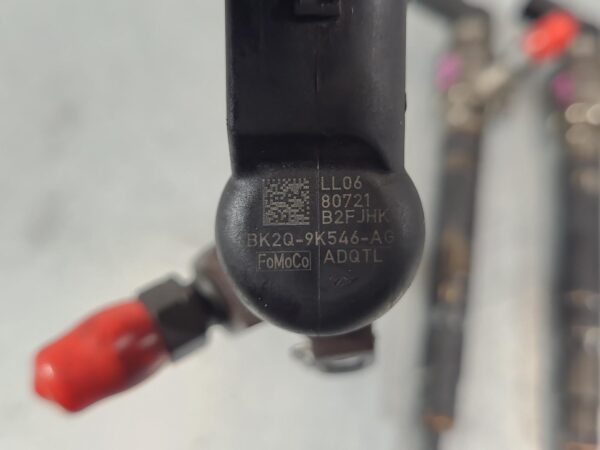 LL06
80721
B2FJHK
BK2Q-9K546-AG
FoMoCo ADQTL